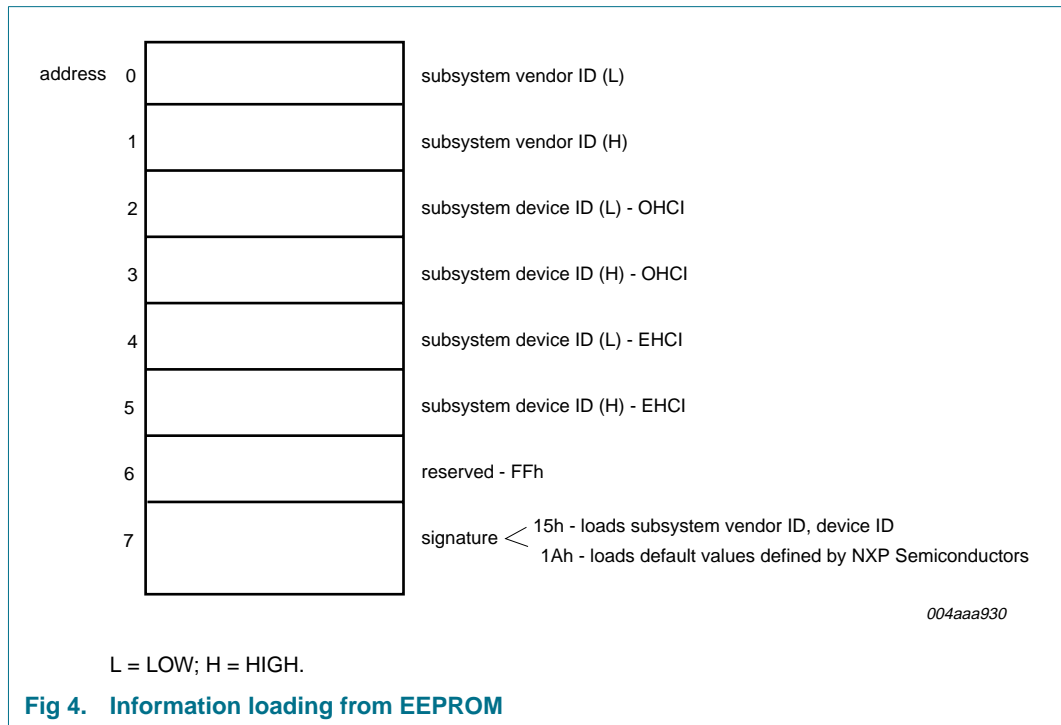 address 0 subsystem vendor ID (L)
1 subsystem vendor ID (H)
2 subsystem device ID (L) - OHCI
3 subsystem device ID (H) - OHCI
4 subsystem device ID (L) - EHCI
5 subsystem device ID (H) - EHCI
6 reserved - FFh
7 signature 15h - loads subsystem vendor ID, device ID
1Ah - loads default values defined by NXP Semiconductors
004aaa930
L = LOW; H = HIGH.
Fig 4. Information loading from EEPROM